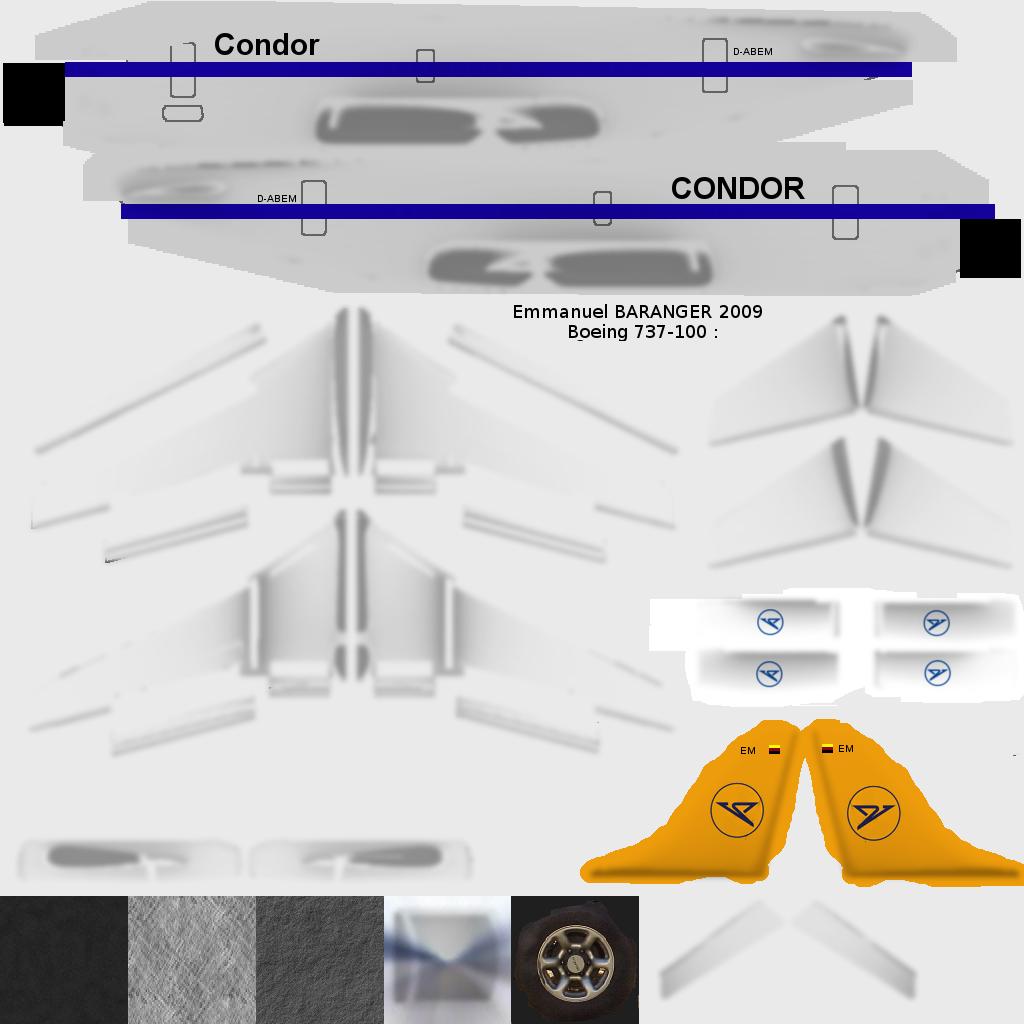 Condor
D-ABEM
D-ABEM
CONDOR
Emmanuel BARANGER 2009
Boeing 737-100 :
EM
EM